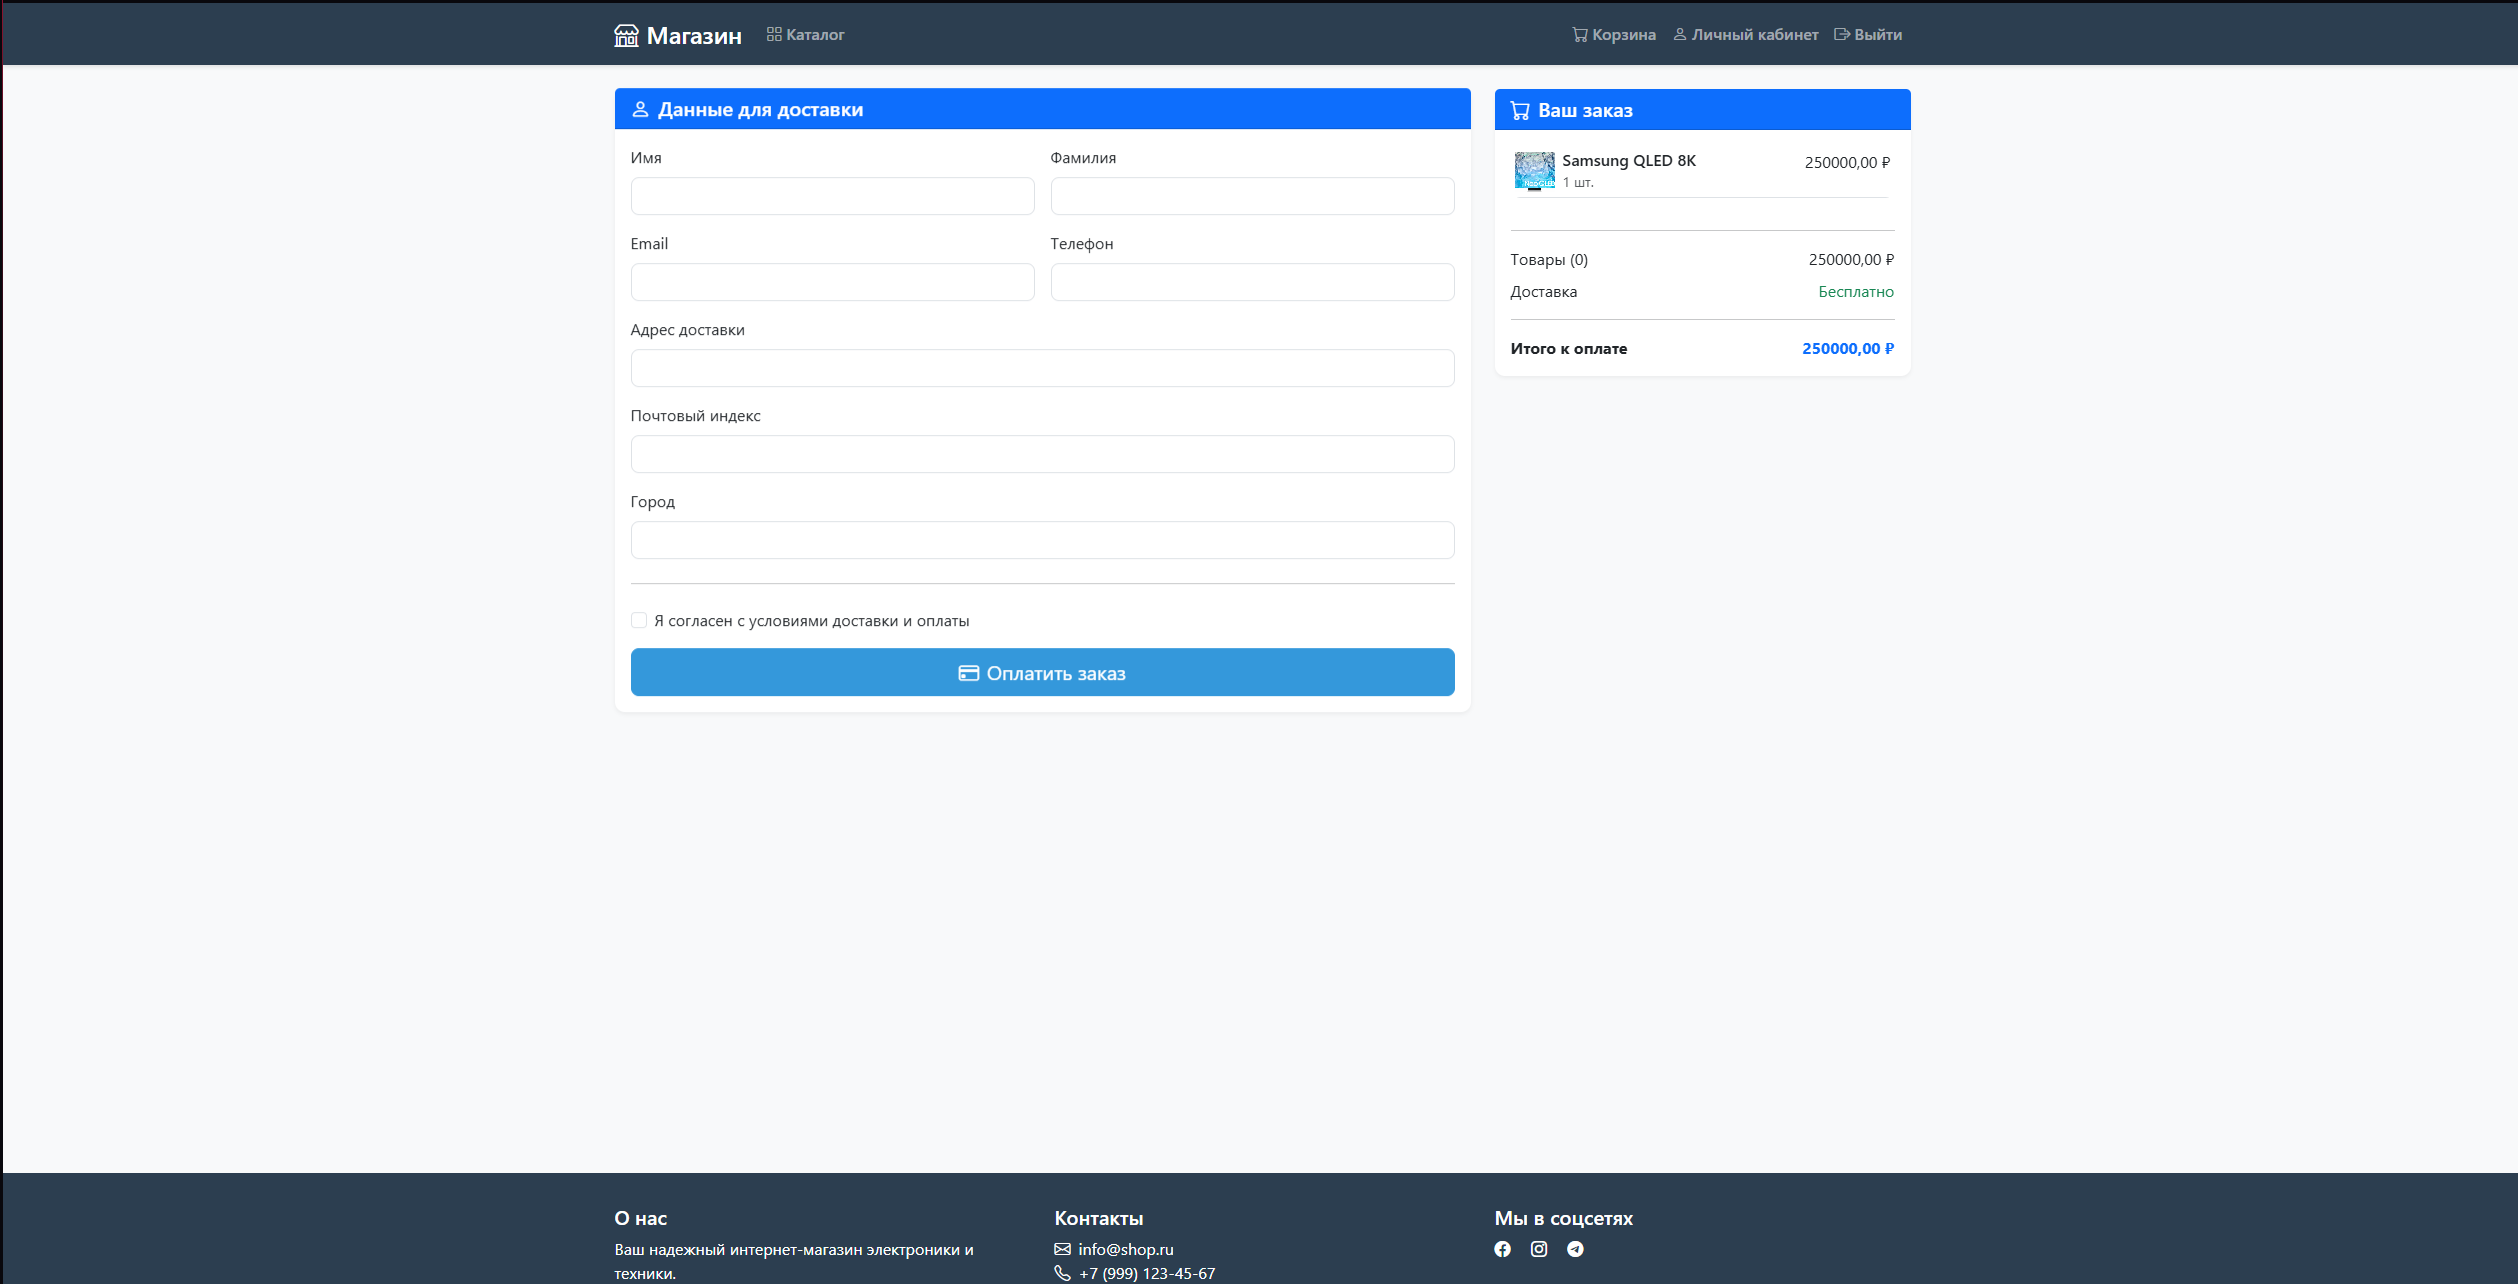 Магазин
Каталог
Корзина
Личный кабинет
Выйти
Данные для доставки
Имя
Фамилия
Email
Телефон
Адрес доставки
Почтовый индекс
Город
Я согласен с условиями доставки и оплаты
Оплатить заказ
Ваш заказ
Samsung QLED 8K
250000,00 ₽
1 шт.
Товары (0)
250000,00 ₽
Доставка
Бесплатно
Итого к оплате
250000,00 ₽
О нас
Ваш надежный интернет-магазин электроники и
техники.
Контакты
info@shop.ru
+7 (999) 123-45-67
Мы в соцсетях